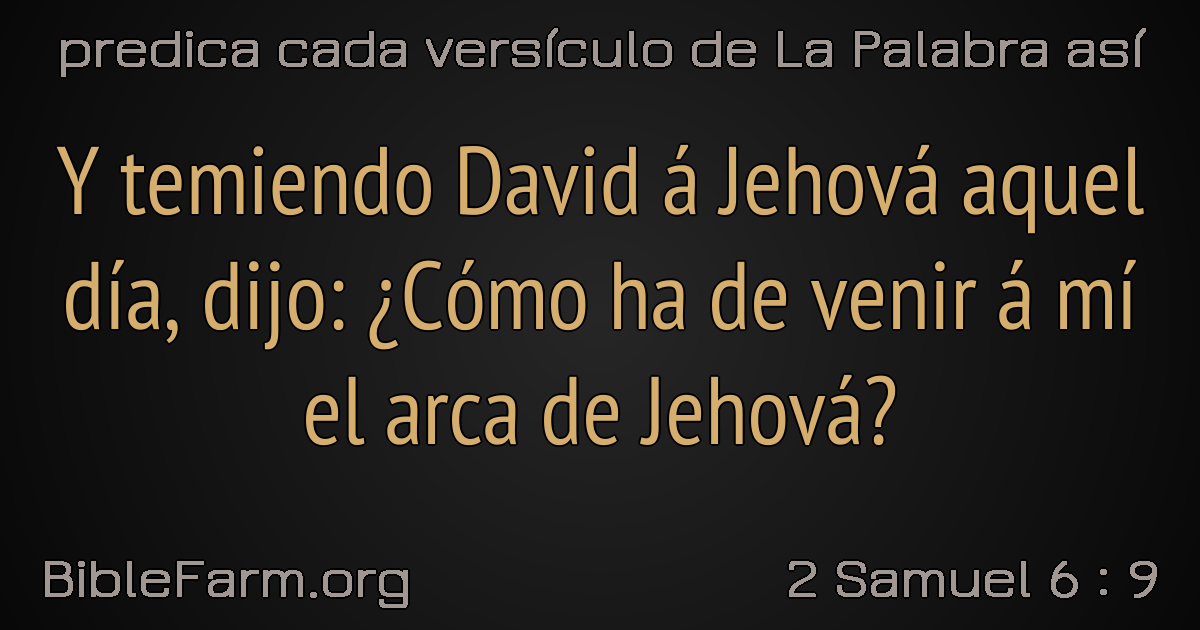 predica cada versículo de La Palabra así
Y temiendo David á Jehová aquel
día, dijo: ¿Cómo ha de venir á mí
el arca de Jehová?
BibleFarm.org
2 Samuel 6 : 9